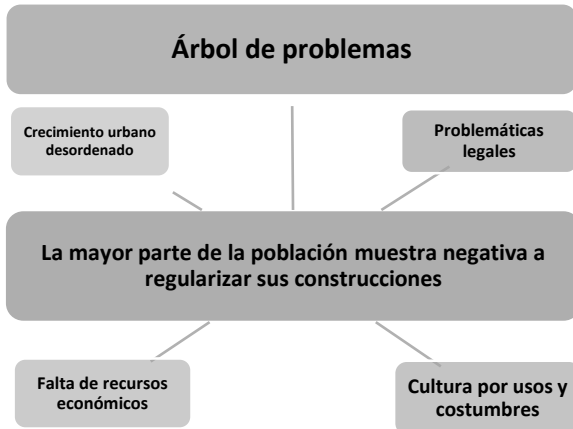 Árbol de problemas
Crecimiento urbano
desordenado
Problemáticas
legales
La mayor parte de la población muestra negativa a
regularizar sus construcciones
Falta de recursos
económicos
Cultura por usos y
costumbres